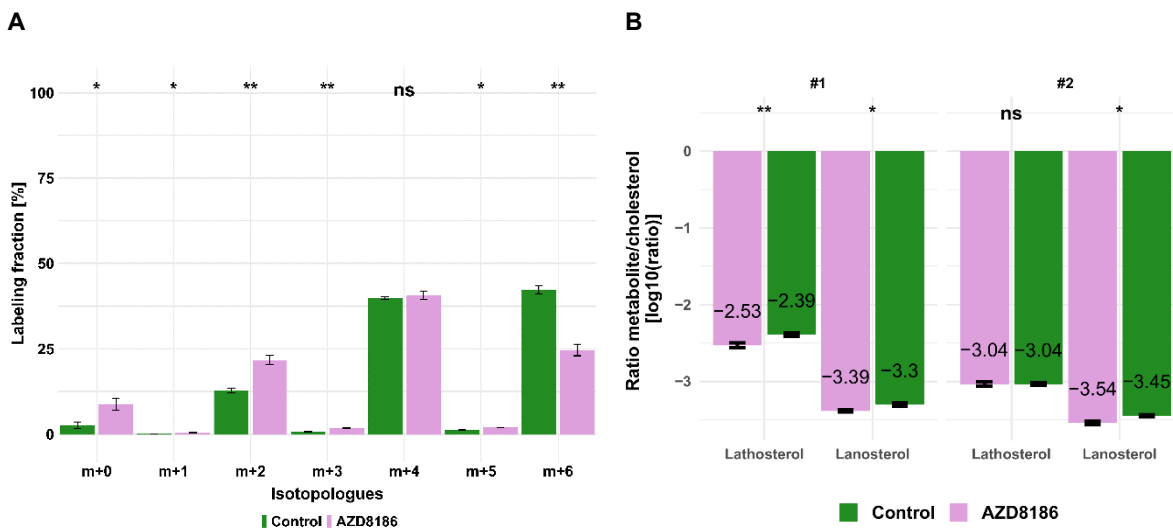 A
* * ** ** ns * **
100
75
50
25
0
Labeling fraction [%]
m+0 m+1 m+2 m+3 m+4 m+5 m+6
Isotopologues
Control AZD8186
B
#1 #2
** * ns *
0
−1
−2
−3
Ratio metabolite/cholesterol
[log10(ratio)]
−2.53 −2.39 −3.39 −3.3 −3.04 −3.04 −3.54 −3.45
Lathosterol Lanosterol Lathosterol Lanosterol
Control AZD8186